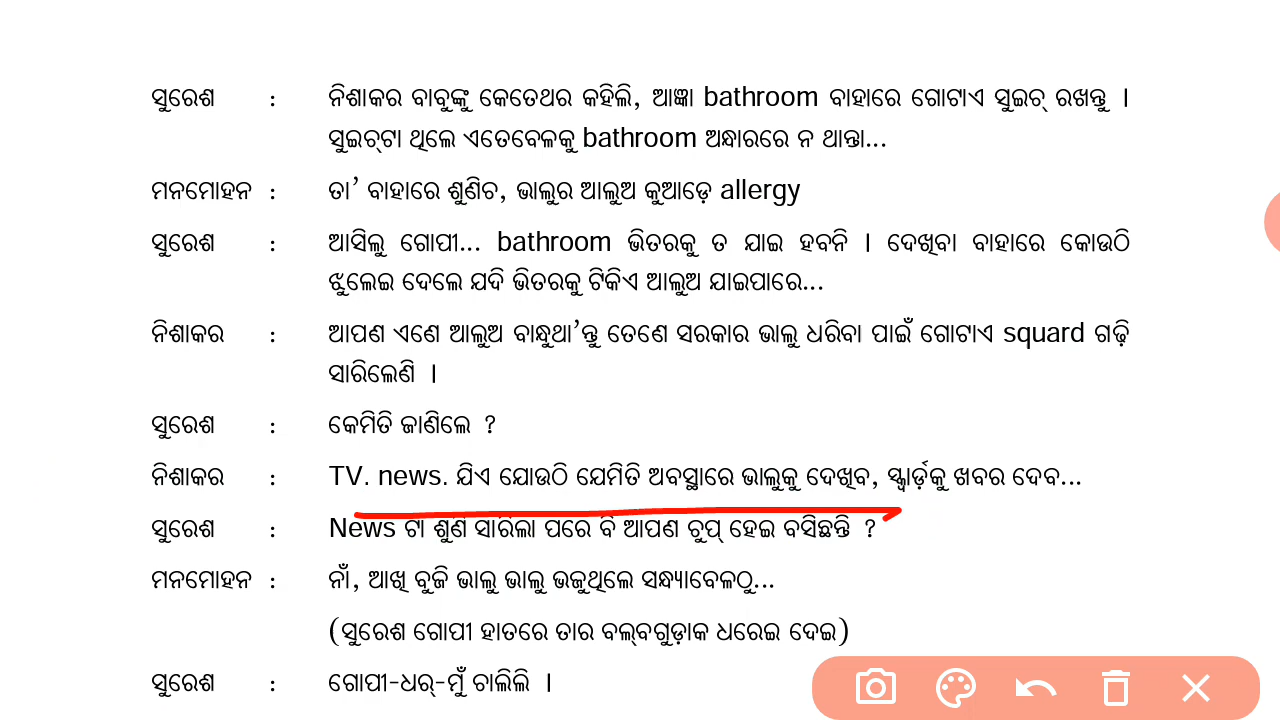 ସୁରେଶ : ନିଶାକର ବାବୁଙ୍କୁ କେତେଥର କହିଲି, ଆଜ୍ଞା bathroom ବାହାରେ ଗୋଟାଏ ସୁଇଚ୍ ରଖନ୍ତୁ ।
ସୁଇଚ୍‌ଟା ଥିଲେ ଏତେବେଳକୁ bathroom ଅନ୍ଧାରରେ ନ ଥାନ୍ତା...
ମନମୋହନ : ତା’ ବାହାରେ ଶୁଣିଚ, ଭାଲୁର ଆଲୁଅ କୁଆଡ଼େ allergy
ସୁରେଶ : ଆସିଲୁ ଗୋପୀ... bathroom ଭିତରକୁ ତ ଯାଇ ହବନି । ଦେଖିବା ବାହାରେ କୋଉଠି
ଝୁଲେଇ ଦେଲେ ଯଦି ଭିତରକୁ ଟିକିଏ ଆଲୁଅ ଯାଇପାରେ...
ନିଶାକର : ଆପଣ ଏଣେ ଆଲୁଅ ବାନ୍ଧୁଥା’ନ୍ତୁ ତେଣେ ସରକାର ଭାଲୁ ଧରିବା ପାଇଁ ଗୋଟାଏ squard ଗଢ଼ି
ସାରିଲେଣି ।
ସୁରେଶ : କେମିତି ଜାଣିଲେ ?
ନିଶାକର : TV. news. ଯିଏ ଯୋଉଠି ଯେମିତି ଅବସ୍ଥାରେ ଭାଲୁକୁ ଦେଖିବ, ସ୍କ୍ୱାର୍ଡ଼କୁ ଖବର ଦେବ...
ସୁରେଶ : News ଟା ଶୁଣି ସାରିଲା ପରେ ବି ଆପଣ ଚୁପ୍ ହେଇ ବସିଛନ୍ତି ?
ମନମୋହନ : ନାଁ, ଆଖି ବୁଜି ଭାଲୁ ଭାଲୁ ଭଜୁଥିଲେ ସନ୍ଧ୍ୟାବେଳଠୁ...
(ସୁରେଶ ଗୋପୀ ହାତରେ ତାର ବଲ୍‌ବଗୁଡ଼ାକ ଧରେଇ ଦେଇ)
ସୁରେଶ : ଗୋପୀ-ଧର୍-ମୁଁ ଚାଲିଲି ।